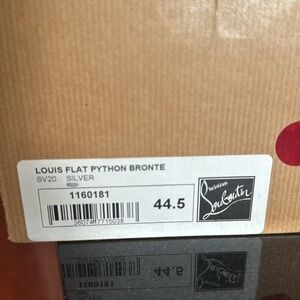 LOUIS FLAT PYTHON BRONTE
SV20 SILVER
1160181
44.5
Christian
Louboutin